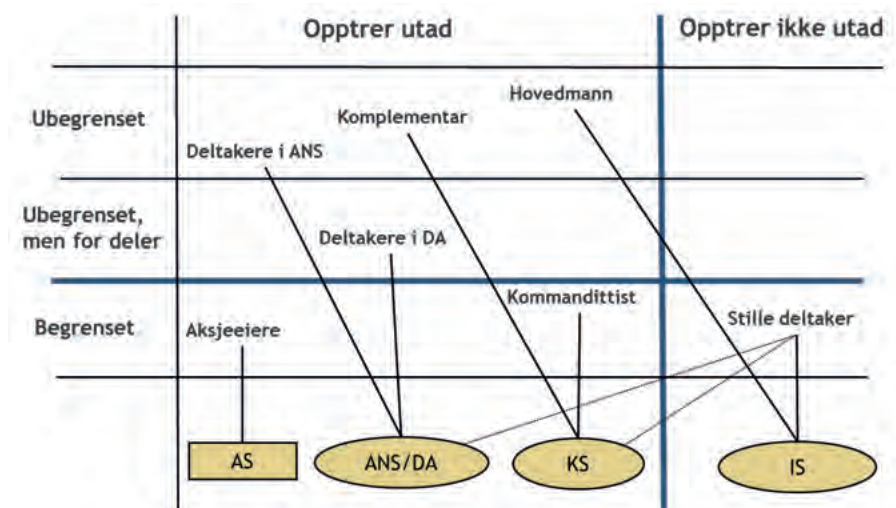 Opptrer utad
Opptrer ikke utad
Ubegrenset
Hovedmann
Komplementar
Deltakere i ANS
Ubegrenset,
men for deler
Deltakere i DA
Begrenset
Aksjeeiere
Kommandittist
Stille deltaker
AS
ANS/DA
KS
IS